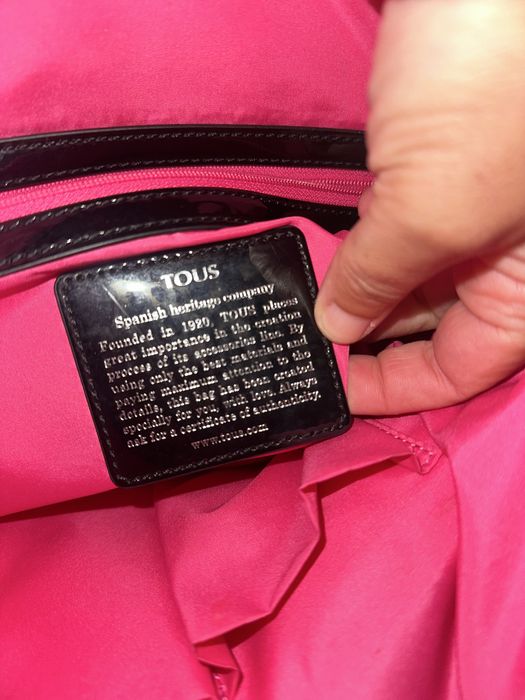 TOUS
Spanish heritage company
Founded in 1920, TOUS places
great importance in the creation
process of its accessories line. By
using only the best materials and
paying maximum attention to the
details, this bag has been created
specially for you, with love. Always
ask for a certificate of authenticity.
www.tous.com